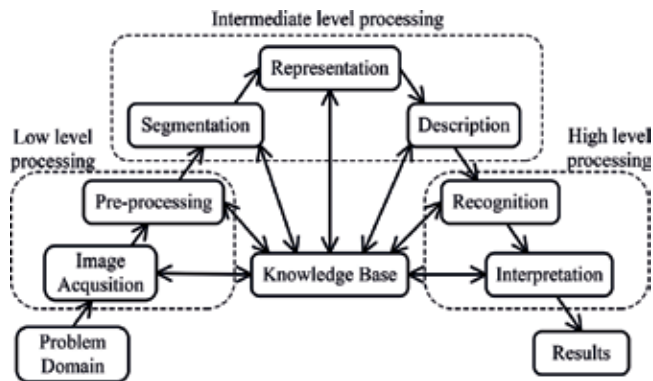 Intermediate level processing
Representation
Segmentation
Description
Low level
processing
High level
processing
Pre-processing
Recognition
Image
Acqusition
Knowledge Base
Interpretation
Problem
Domain
Results